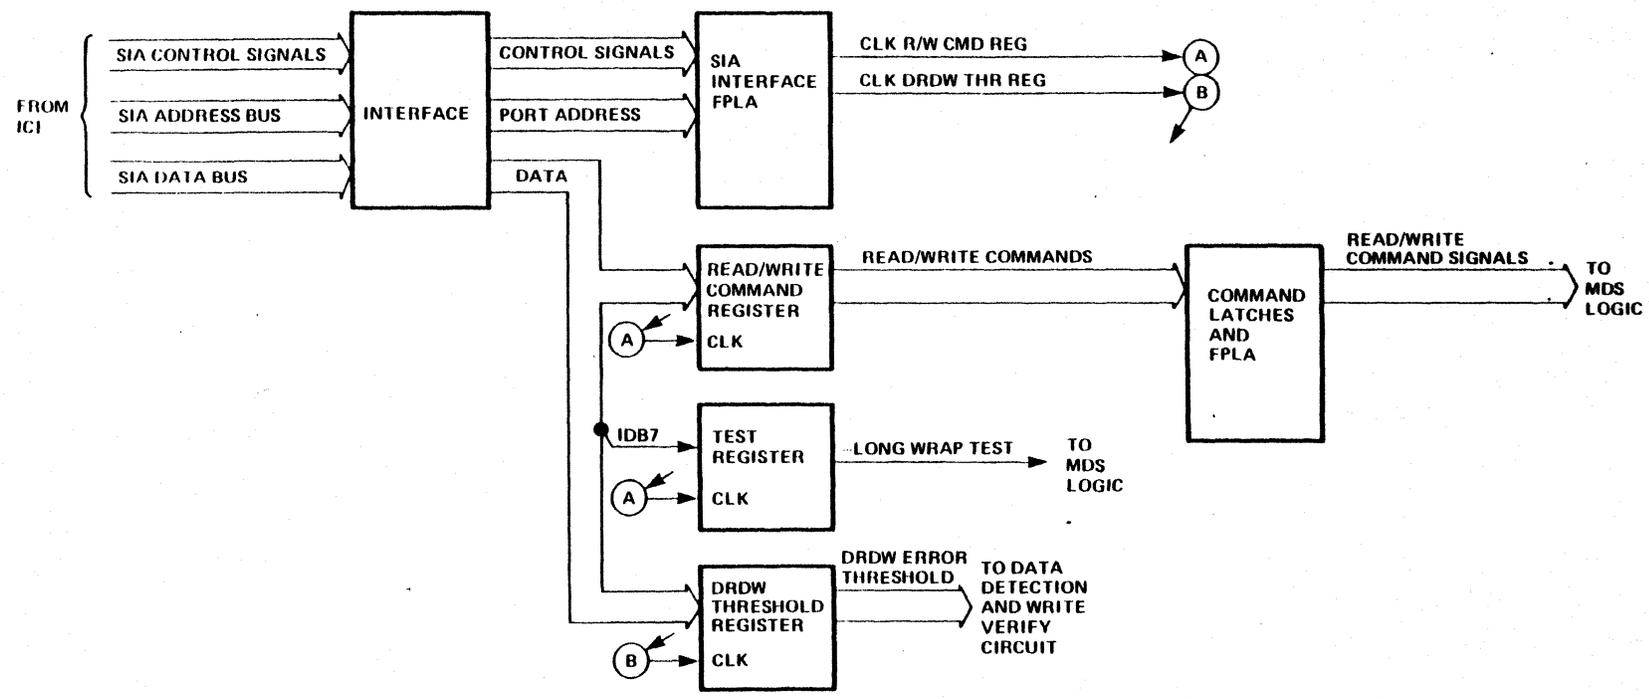 FROM
ICI
SIA CONTROL SIGNALS
SIA ADDRESS BUS
SIA DATA BUS
INTERFACE
CONTROL SIGNALS
PORT ADDRESS
DATA
SIA
INTERFACE
FPLA
CLK R/W CMD REG
CLK DRDW THR REG
A
B
READ/WRITE
COMMAND
REGISTER
CLK
A
READ/WRITE COMMANDS
COMMAND
LATCHES
AND
FPLA
READ/WRITE
COMMAND SIGNALS
TO
MDS
LOGIC
IDB7
TEST
REGISTER
CLK
A
LONG WRAP TEST
TO
MDS
LOGIC
DRDW
THRESHOLD
REGISTER
CLK
B
DRDW ERROR
THRESHOLD
TO DATA
DETECTION
AND WRITE
VERIFY
CIRCUIT